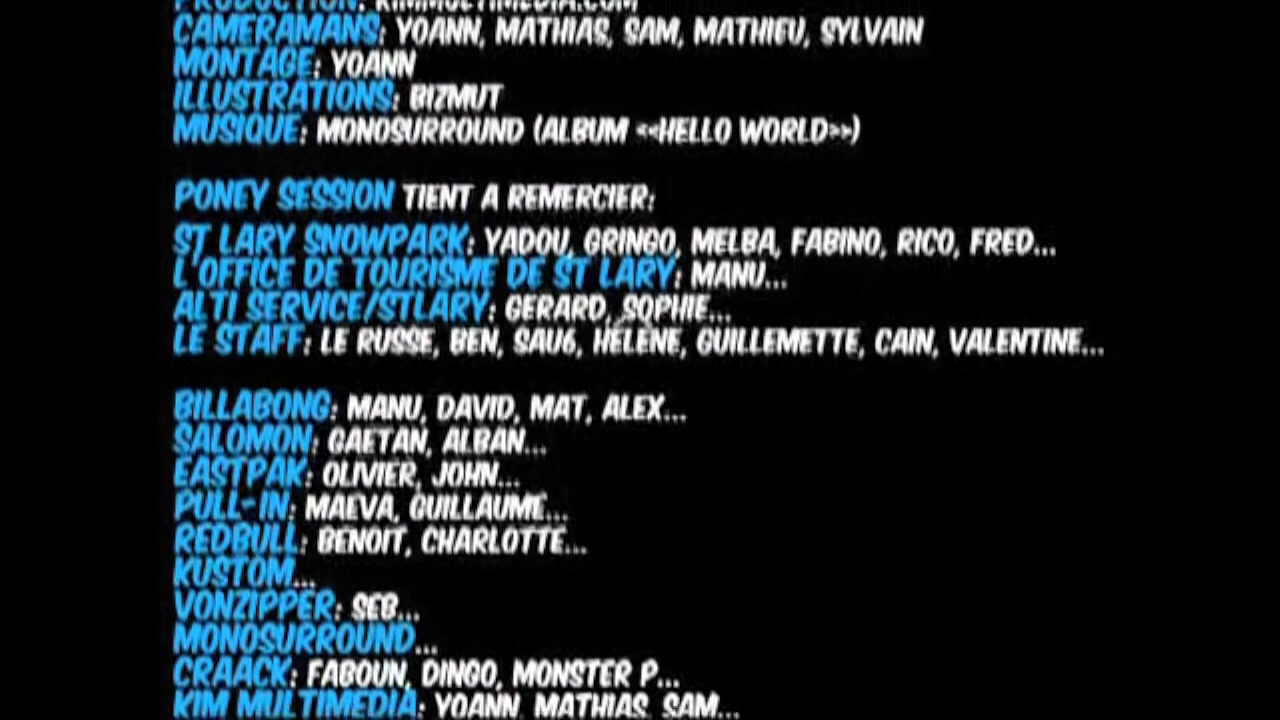 PRODUCTION: KIMMULTIMEDIA.COM
CAMERAMANS: YOANN, MATHIAS, SAM, MATHIEU, SYLVAIN
MONTAGE: YOANN
ILLUSTRATIONS: BIZMUT
MUSIQUE: MONOSURROUND (ALBUM <<HELLO WORLD>>)
PONEY SESSION TIENT A REMERCIER:
ST LARY SNOWPARK: YADOU, GRINGO, MELBA, FABINO, RICO, FRED...
L'OFFICE DE TOURISME DE ST LARY: MANU...
ALTI SERVICE/STLARY: GERARD, SOPHIE...
LE STAFF: LE RUSSE, BEN, SAU6, HÉLÈNE, GUILLEMETTE, CAIN, VALENTINE...
BILLABONG: MANU, DAVID, MAT, ALEX...
SALOMON: GAETAN, ALBAN...
EASTPAK: OLIVIER, JOHN...
PULL-IN: MAEVA, GUILLAUME...
REDBULL: BENOIT, CHARLOTTE...
KUSTOM...
VONZIPPER: SEB...
MONOSURROUND...
CRAACK: FABOUN, DINGO, MONSTER P...
KIM MULTIMEDIA: YOANN, MATHIAS, SAM...